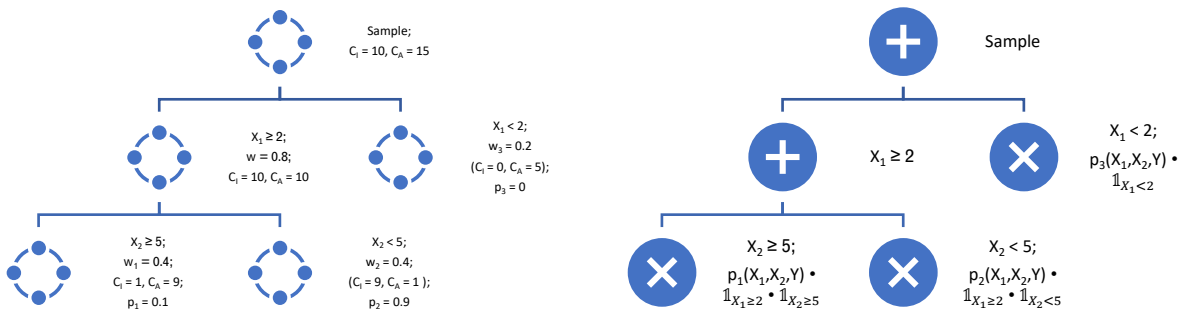 Sample;
C_I = 10, C_A = 15
X_1 ≥ 2;
w = 0.8;
C_I = 10, C_A = 10
X_1 < 2;
w_3 = 0.2
(C_I = 0, C_A = 5);
p_3 = 0
X_2 ≥ 5;
w_1 = 0.4;
C_I = 1, C_A = 9;
p_1 = 0.1
X_2 < 5;
w_2 = 0.4;
(C_I = 9, C_A = 1 );
p_2 = 0.9
Sample
X_1 ≥ 2
X_1 < 2;
p_3(X_1,X_2,Y) •
𝟙_{X_1<2}
X_2 ≥ 5;
p_1(X_1,X_2,Y) •
𝟙_{X_1≥2} • 𝟙_{X_2≥5}
X_2 < 5;
p_2(X_1,X_2,Y) •
𝟙_{X_1≥2} • 𝟙_{X_2<5}